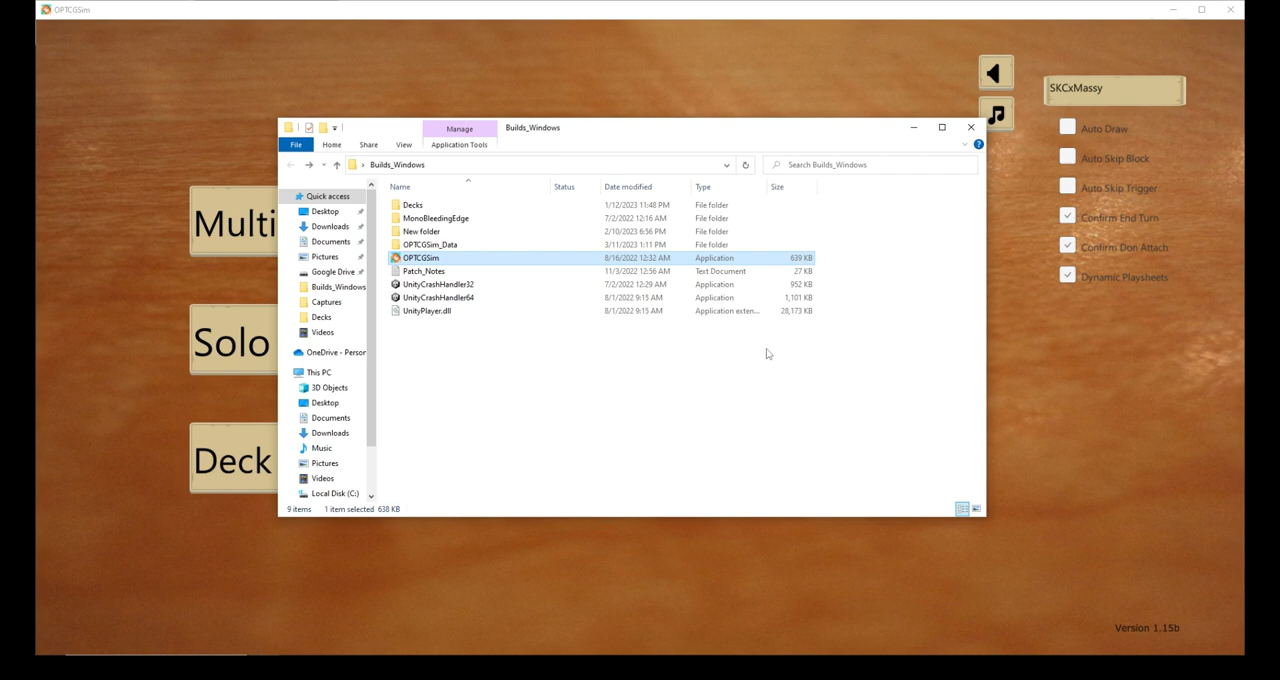 OPTCGSim
SKCxMassy
Auto Draw
Auto Skip Block
Auto Skip Trigger
Confirm End Turn
Confirm Don Attach
Dynamic Playsheets
Multi
Solo
Deck
Manage
Builds_Windows
File
Home
Share
View
Application Tools
Builds_Windows
Search Builds_Windows
Quick access
Desktop
Downloads
Documents
Pictures
Google Drive
Builds_Windows
Captures
Decks
Videos
OneDrive - Person
This PC
3D Objects
Desktop
Documents
Downloads
Music
Pictures
Videos
Local Disk (C:)
Name Status Date modified Type Size
Decks 1/12/2023 11:48 PM File folder
MonoBleedingEdge 7/2/2022 12:16 AM File folder
New folder 2/10/2023 6:56 PM File folder
OPTCGSim_Data 3/11/2023 1:11 PM File folder
OPTCGSim 8/16/2022 12:32 AM Application 639 KB
Patch_Notes 11/3/2022 12:56 AM Text Document 27 KB
UnityCrashHandler32 7/2/2022 12:29 AM Application 952 KB
UnityCrashHandler64 8/1/2022 9:15 AM Application 1,101 KB
UnityPlayer.dll 8/1/2022 9:15 AM Application exten... 28,173 KB
9 items 1 item selected 638 KB
Version 1.15b